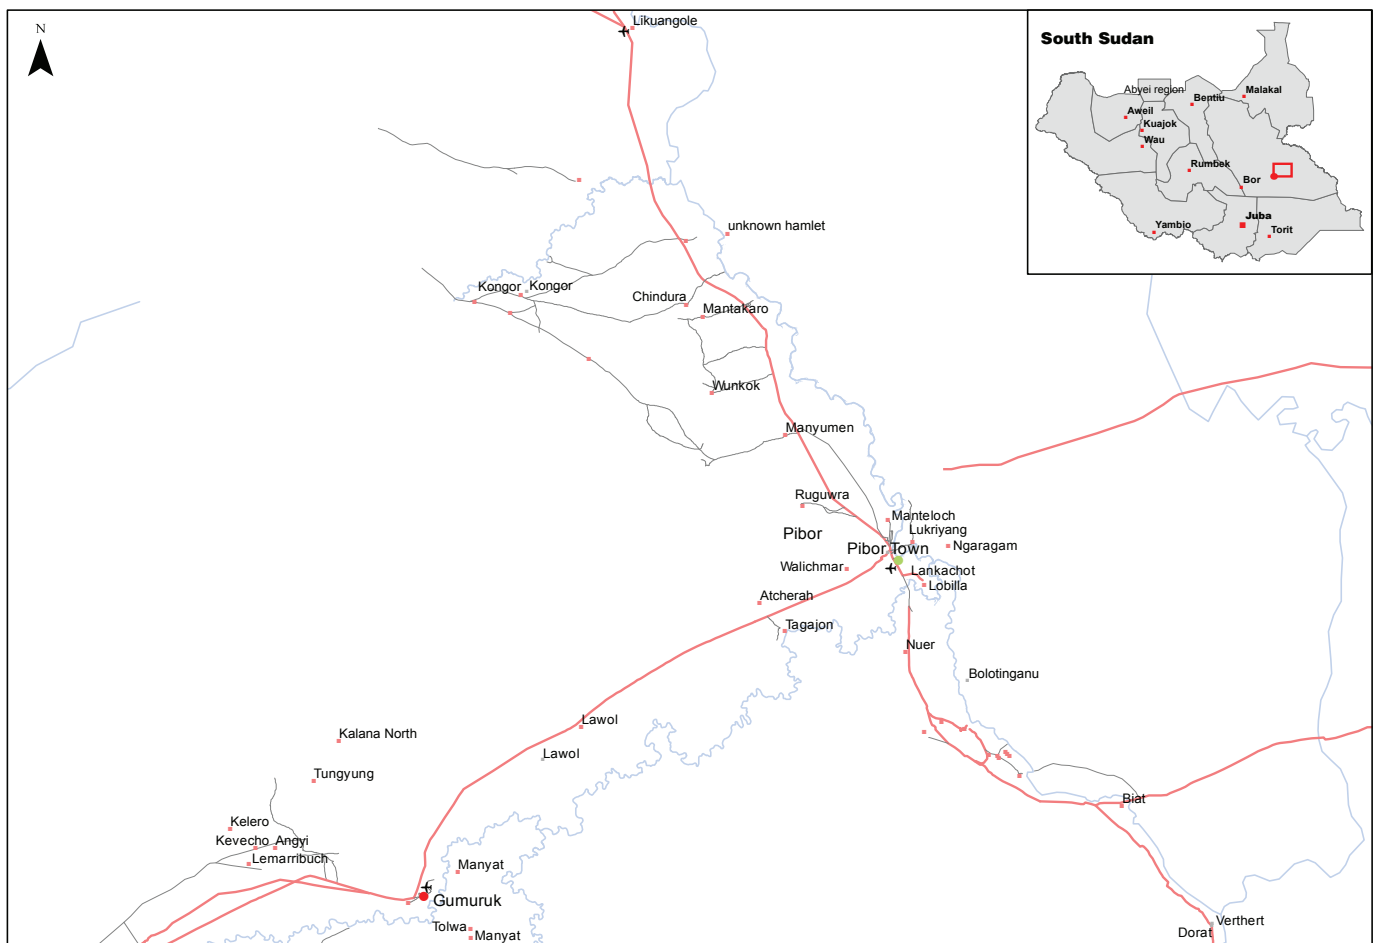 N
Likuangole
South Sudan
Abyei region
Malakal
Bentiu
Aweil
Kuajok
Wau
Rumbek
Bor
Juba
Yambio
Torit
unknown hamlet
Kongor
Kongor
Chindura
Mantakaro
Wunkok
Manyumen
Ruguwra
Manteloch
Pibor
Lukriyang
Pibor Town
Ngaragam
Walichmar
Lankachot
Lobilla
Atcherah
Tagajon
Nuer
Bolotinganu
Lawol
Kalana North
Lawol
Tungyung
Biat
Kelero
Kevecho
Angyi
Lemarribuch
Manyat
Gumuruk
Tolwa
Manyat
Verthert
Dorat